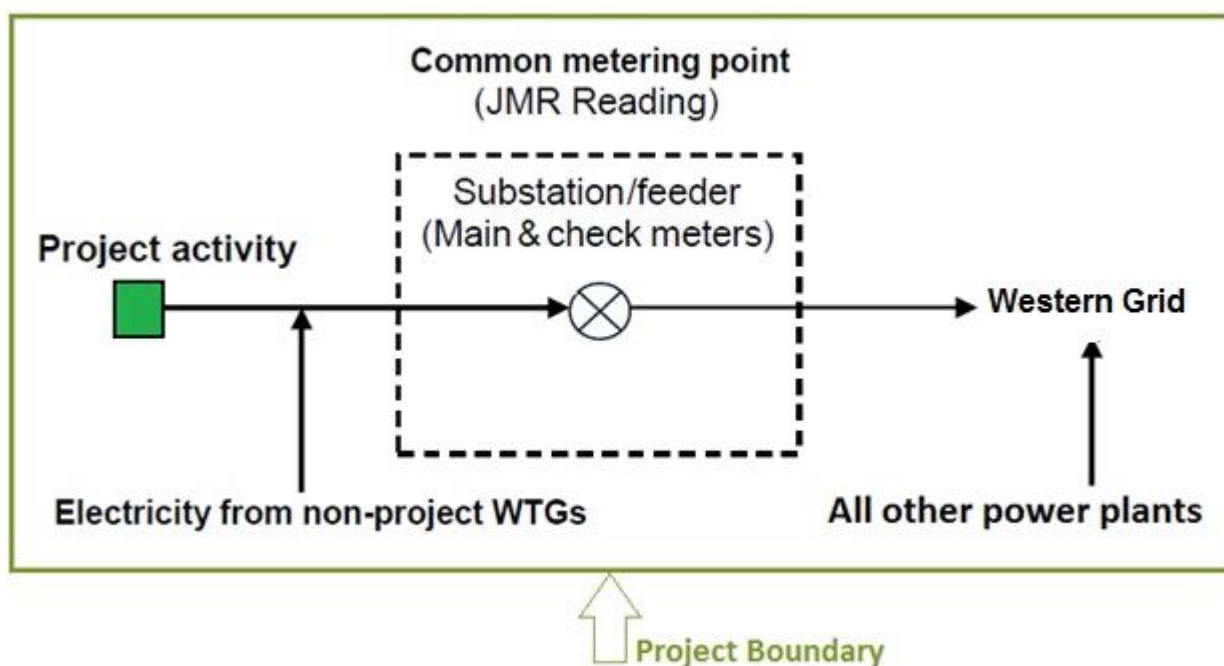 Common metering point
(JMR Reading)
Substation/feeder
(Main & check meters)
Project activity
Western Grid
Electricity from non-project WTGs
All other power plants
Project Boundary